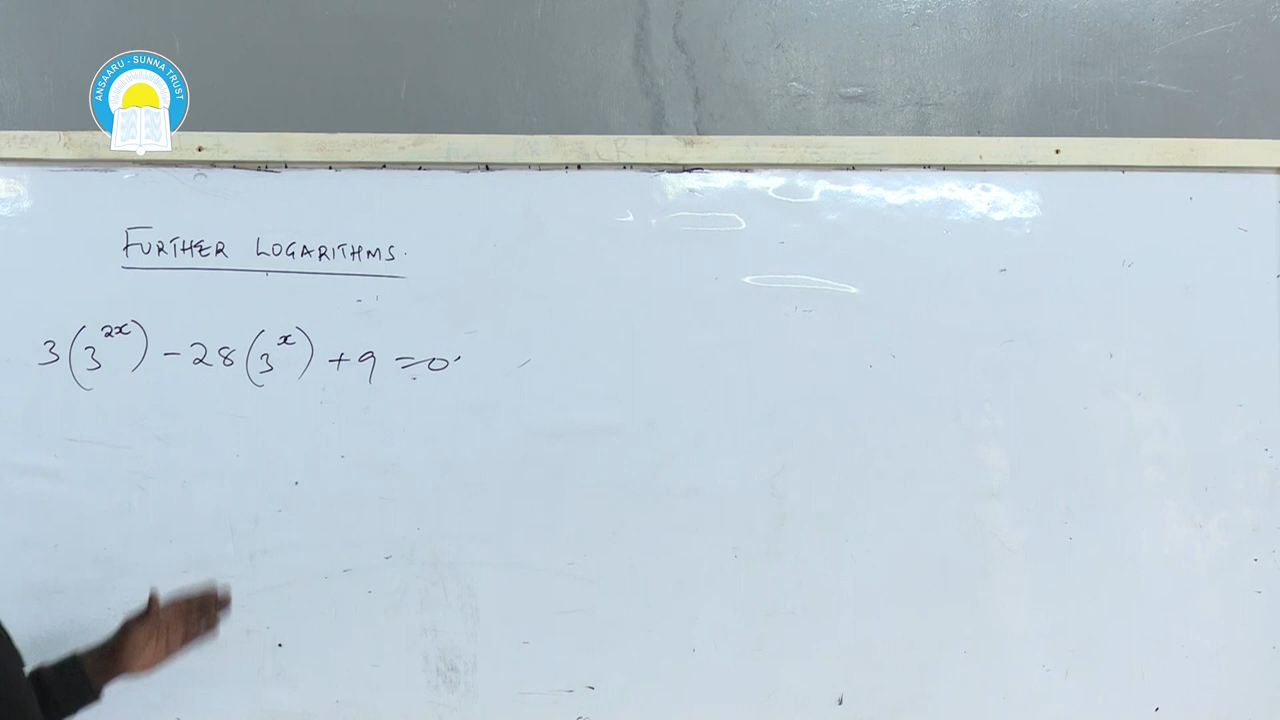 ANSAARU - SUNNA TRUST
FURTHER LOGARITHMS.
3(3^{2x}) - 28(3^x) + 9 = 0